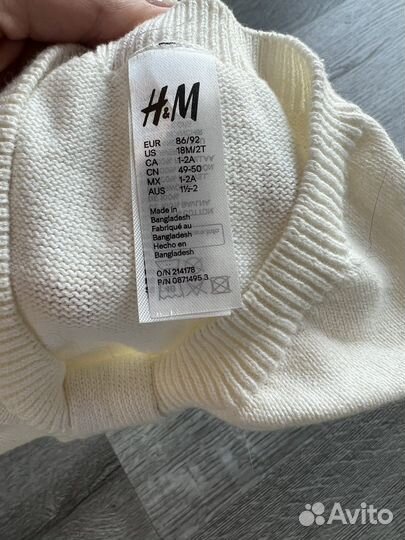 H&M
EUR 86/92
US 18M/2T
CA 1-2A
CN 49-50
MX 1-2A
AUS 1½-2
Made in
Bangladesh
Fabriqué au
Bangladesh
Hecho en
Bangladesh
O/N 214178
P/N 0871495.3
Avito